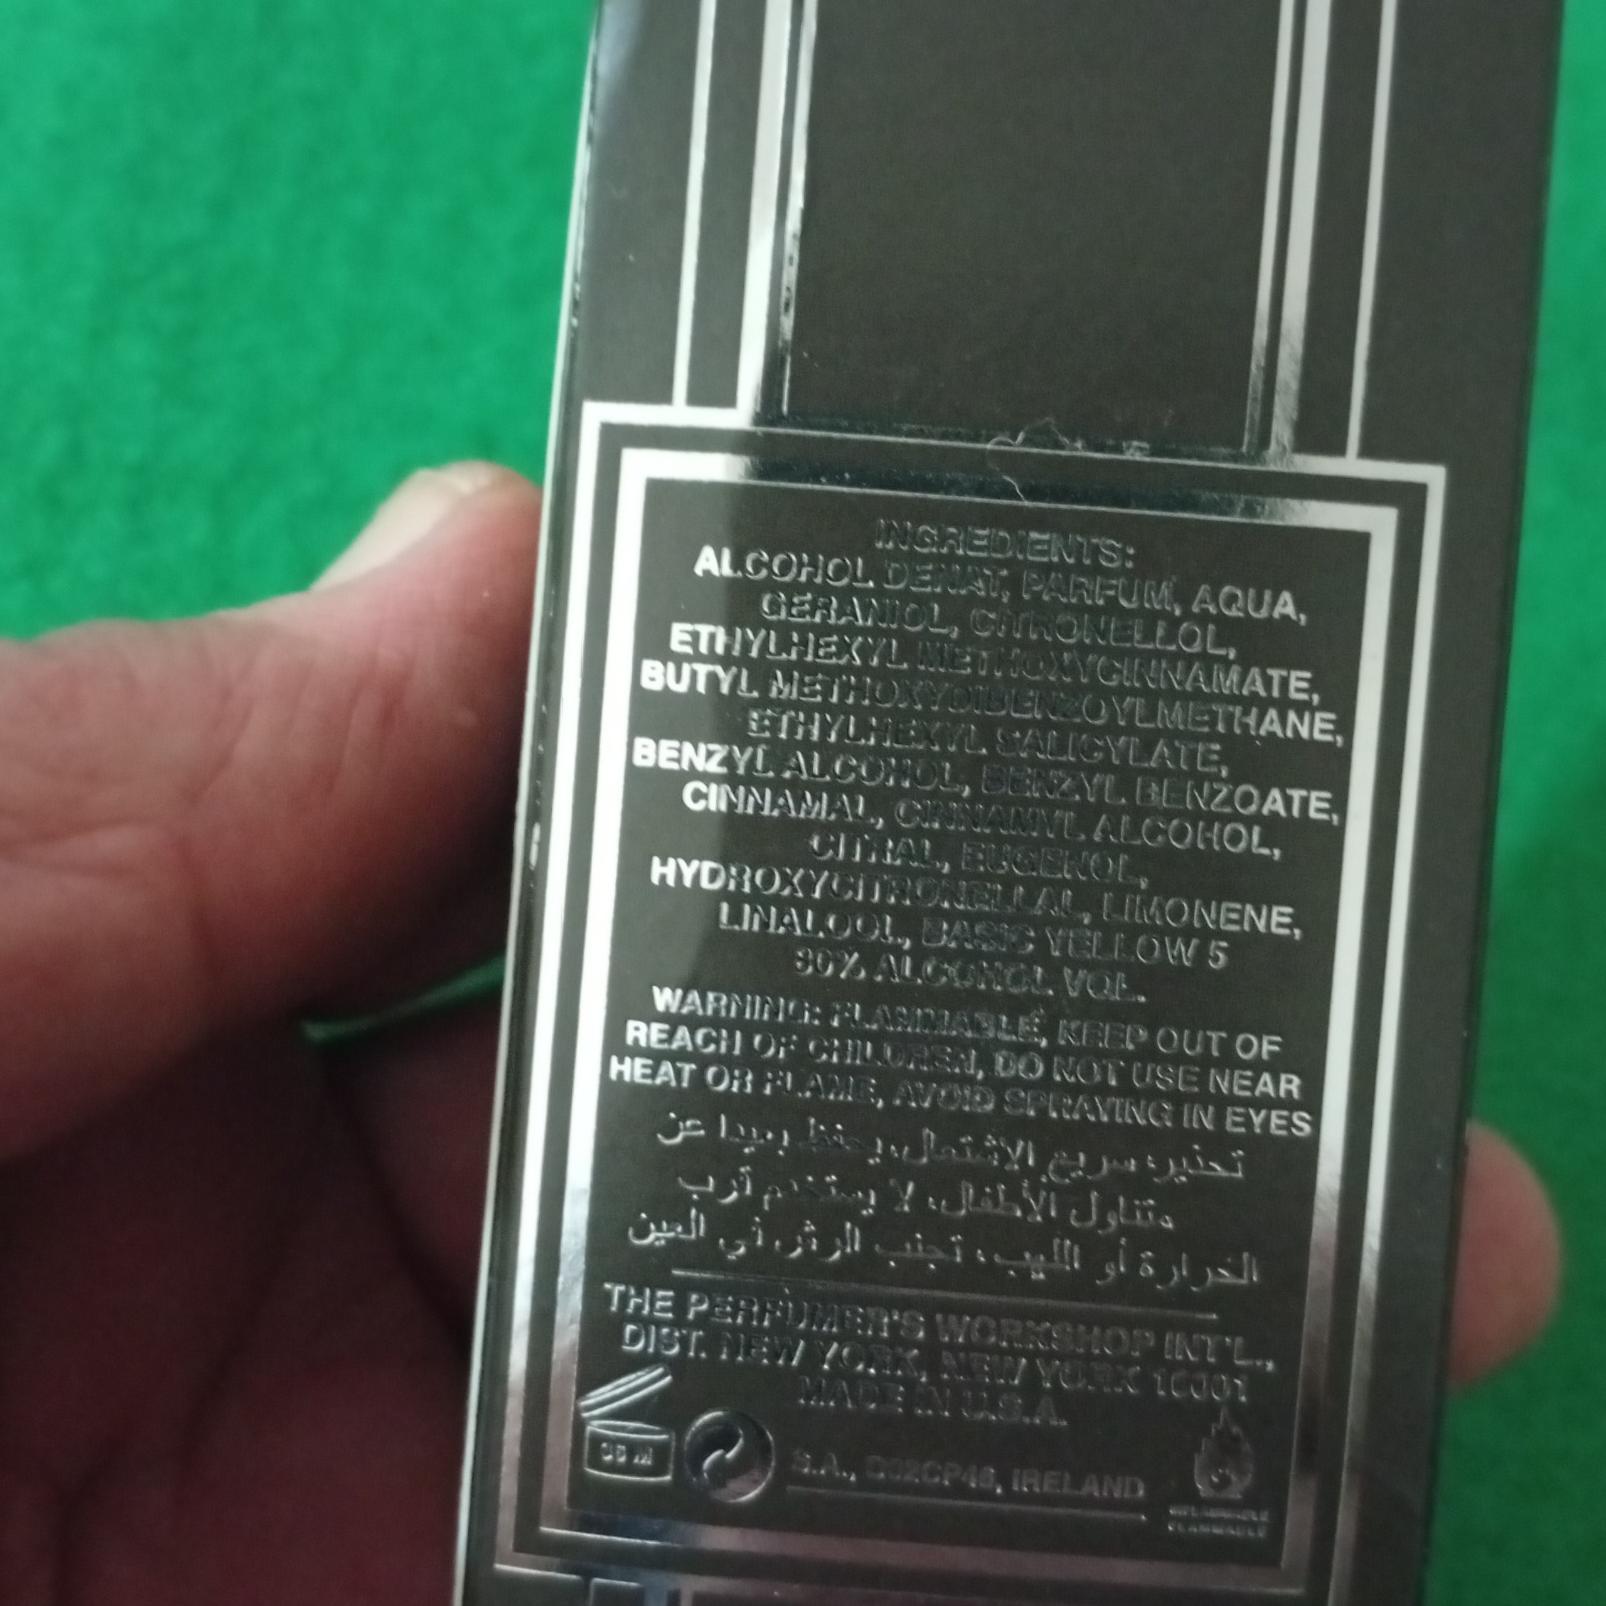 INGREDIENTS:
ALCOHOL DENAT, PARFUM, AQUA,
GERANIOL, CITRONELLOL,
ETHYLHEXYL METHOXYCINNAMATE,
BUTYL METHOXYDIBENZOYLMETHANE,
ETHYLHEXYL SALICYLATE,
BENZYL ALCOHOL, BENZYL BENZOATE,
CINNAMAL, CINNAMYL ALCOHOL,
CITRAL, EUGENOL,
HYDROXYCITRONELLAL, LIMONENE,
LINALOOL, BASIC YELLOW 5
80% ALCOHOL VOL.
WARNING: FLAMMABLE, KEEP OUT OF
REACH OF CHILDREN, DO NOT USE NEAR
HEAT OR FLAME, AVOID SPRAYING IN EYES
تحذير: سريع الاشتعال، يحفظ بعيدا عن
متناول الأطفال، لا يستخدم قرب
الحرارة أو اللهب، تجنب الرش في العين
THE PERFUMER'S WORKSHOP INT'L.,
DIST. NEW YORK, NEW YORK 10001
MADE IN U.S.A.
36 M
S.A., D02CP46, IRELAND
FLAMMABLE